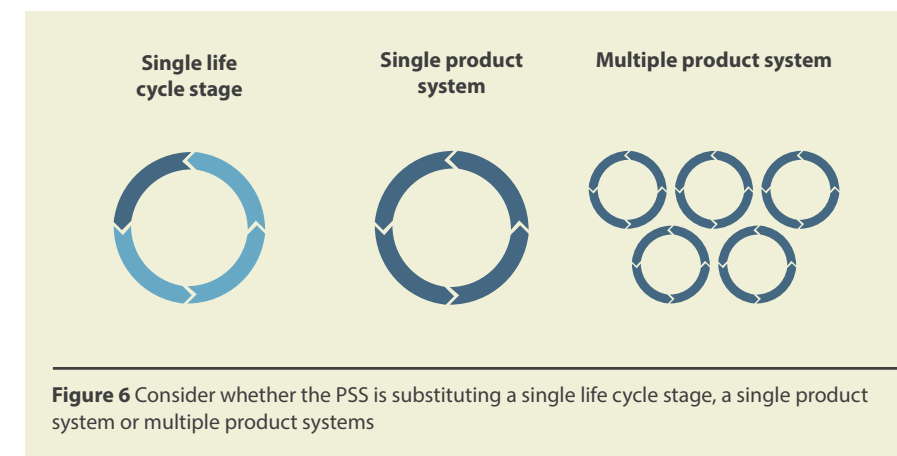 Single life
cycle stage
Single product
system
Multiple product system
Figure 6 Consider whether the PSS is substituting a single life cycle stage, a single product
system or multiple product systems